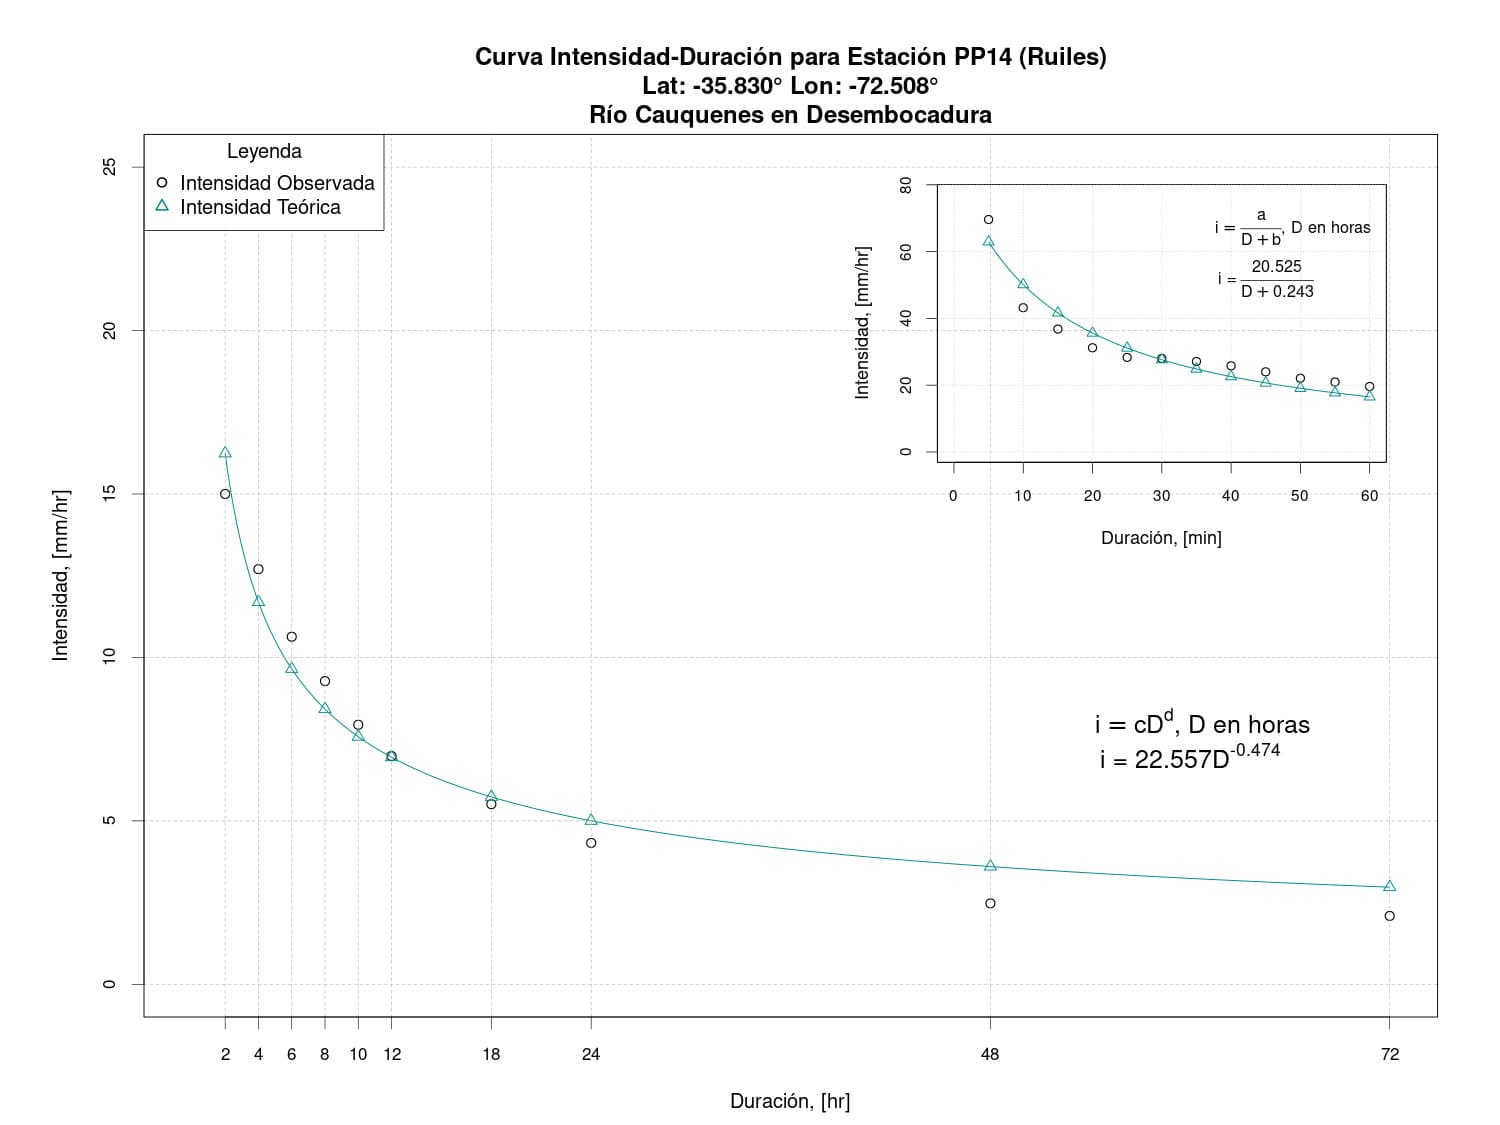 Curva Intensidad-Duración para Estación PP14 (Ruiles)
Lat: -35.830° Lon: -72.508°
Río Cauquenes en Desembocadura
Leyenda
Intensidad Observada
Intensidad Teórica
Intensidad, [mm/hr]
25
20
15
10
5
0
2 4 6 8 10 12 18 24 48 72
Duración, [hr]
Intensidad, [mm/hr]
80
60
40
20
0
0 10 20 30 40 50 60
Duración, [min]
i = a / D + b, D en horas
i = 20.525 / D + 0.243
i = cD^d, D en horas
i = 22.557D^-0.474